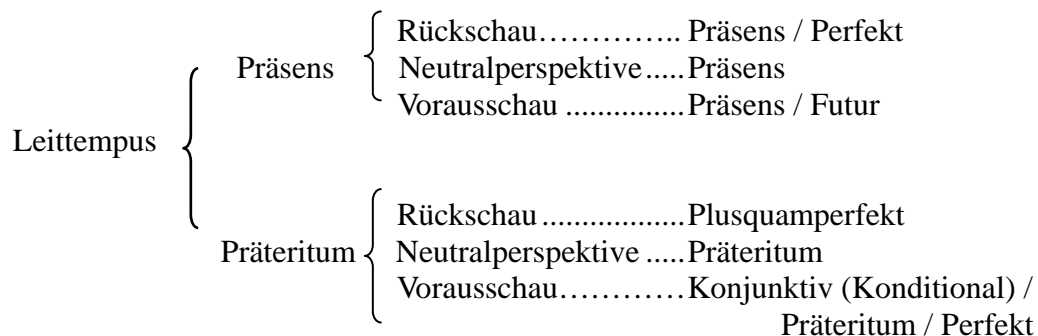 Rückschau………….. Präsens / Perfekt
Präsens
Neutralperspektive ..... Präsens
Vorausschau ............... Präsens / Futur
Leittempus
Rückschau .................. Plusquamperfekt
Präteritum
Neutralperspektive ..... Präteritum
Vorausschau………… Konjunktiv (Konditional) /
Präteritum / Perfekt